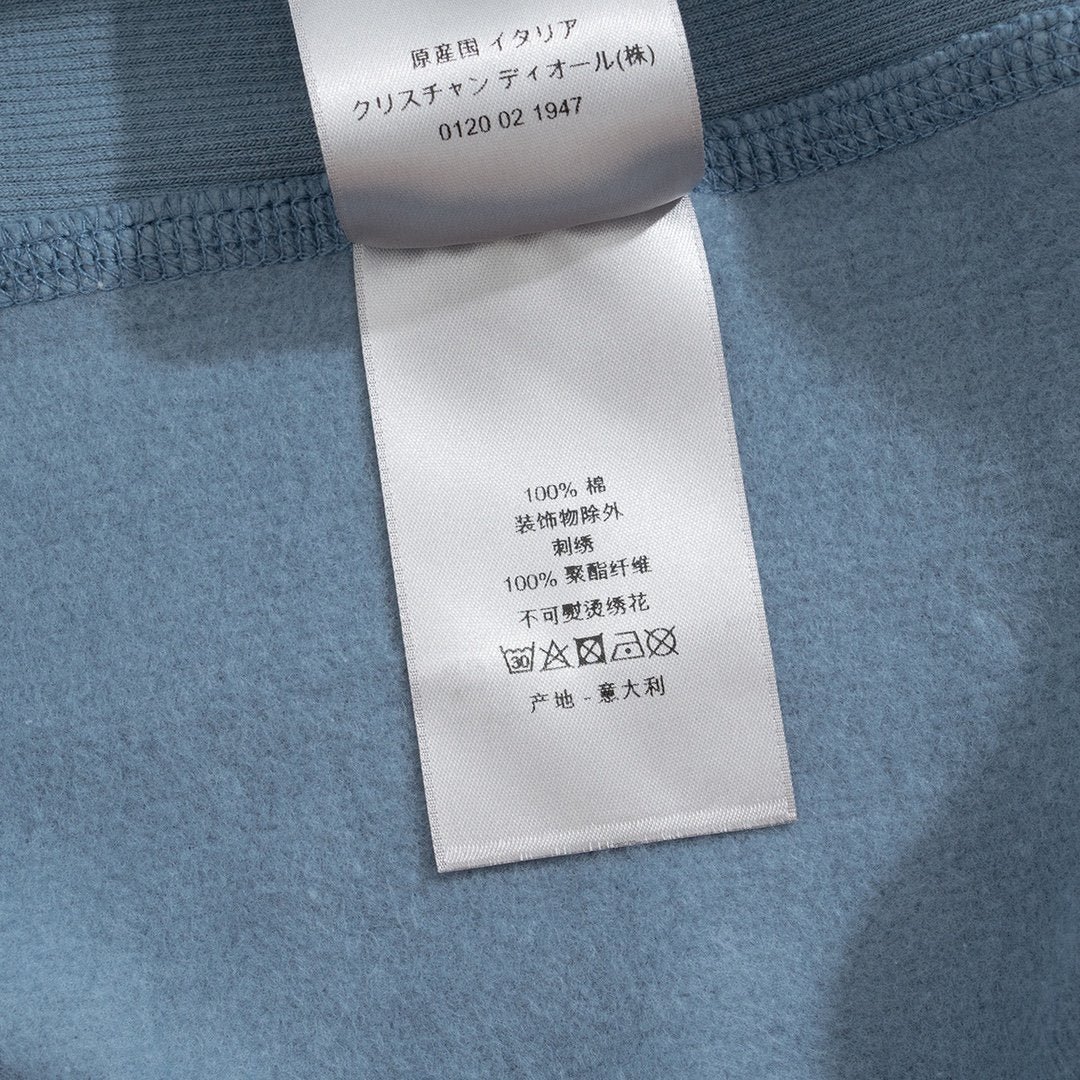 原産国 イタリア
クリスチャン ディオール(株)
0120 02 1947
100% 棉
装饰物除外
刺绣
100% 聚酯纤维
不可熨烫绣花
30
产地 - 意大利